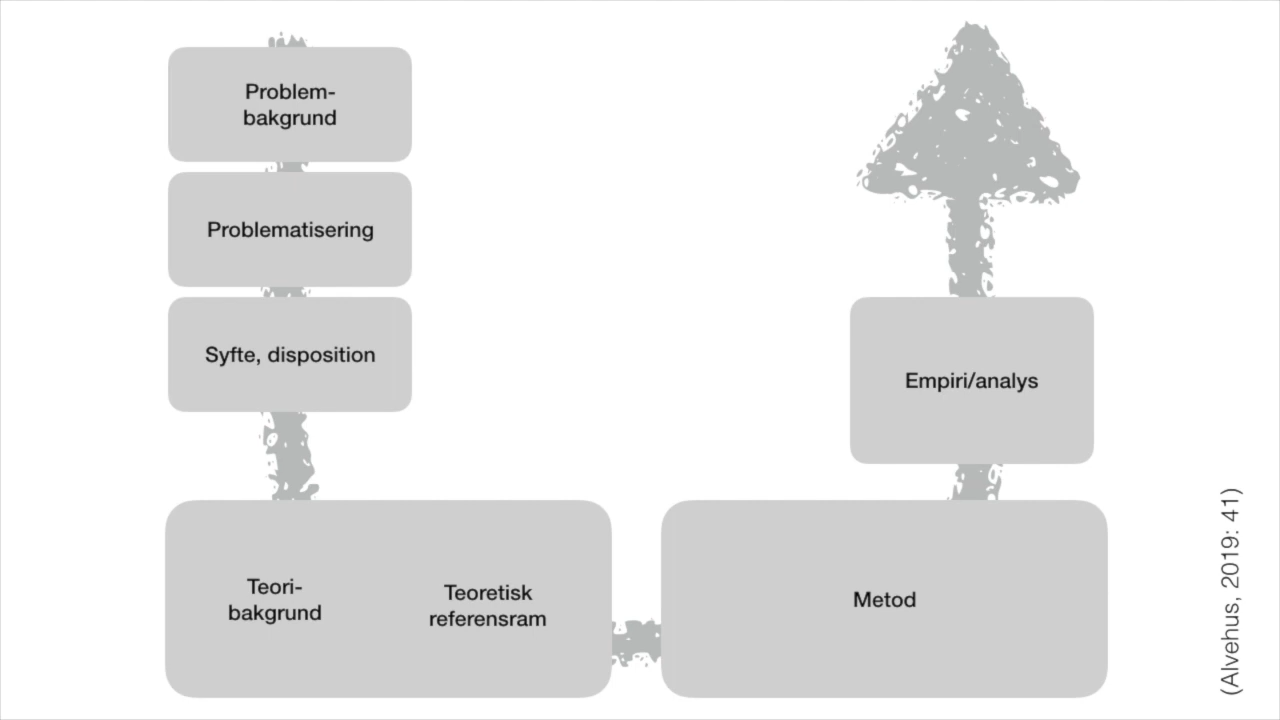 Problem-
bakgrund
Problematisering
Syfte, disposition
Teori-
bakgrund
Teoretisk
referensram
Metod
Empiri/analys
(Alvehus, 2019: 41)